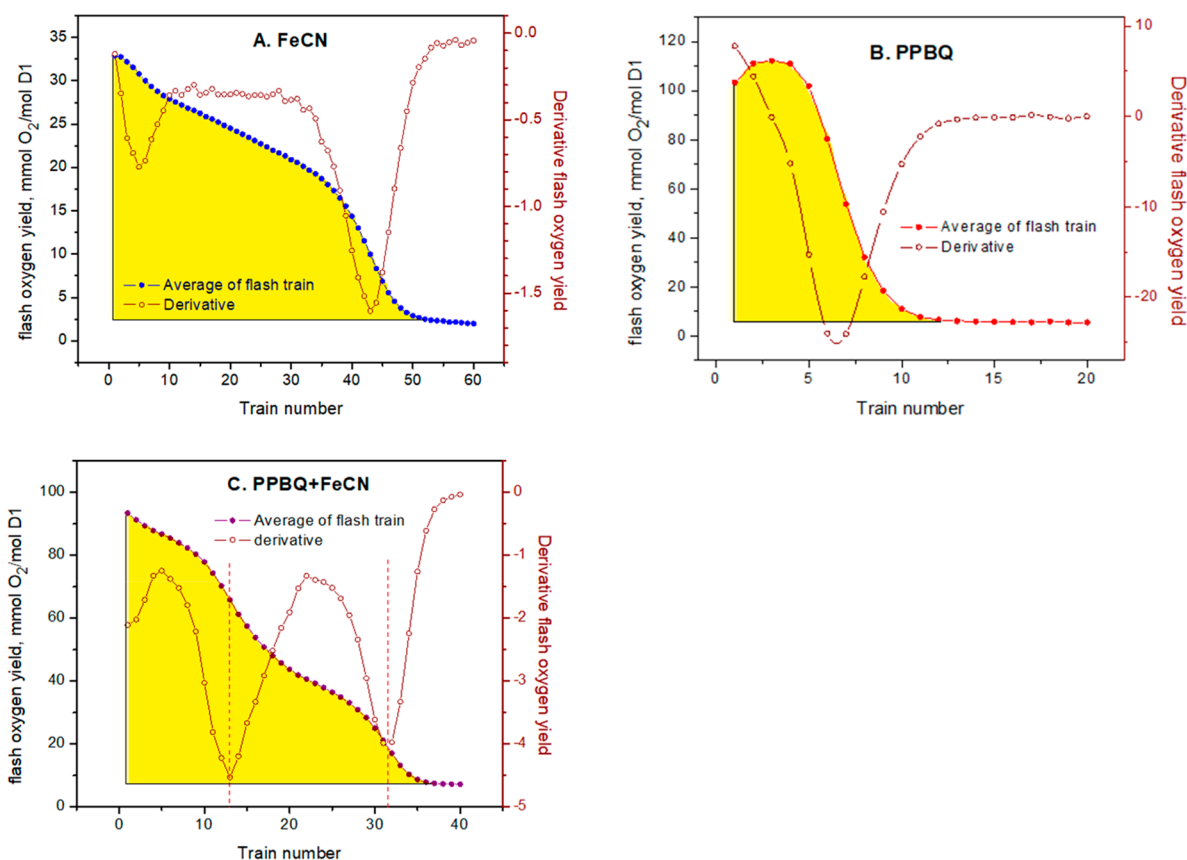 A. FeCN
flash oxygen yield, mmol O2/mol D1
35
30
25
20
15
10
5
0
0.0
-0.5
-1.0
-1.5
Derivative flash oxygen yield
Average of flash train
Derivative
0 10 20 30 40 50 60
Train number
B. PPBQ
flash oxygen yield, mmol O2/mol D1
120
100
80
60
40
20
0
10
0
-10
-20
Derivative flash oxygen yield
Average of flash train
Derivative
0 5 10 15 20
Train number
C. PPBQ+FeCN
flash oxygen yield, mmol O2/mol D1
100
80
60
40
20
0
0
-1
-2
-3
-4
-5
Derivative flash oxygen yield
Average of flash train
derivative
0 10 20 30 40
Train number